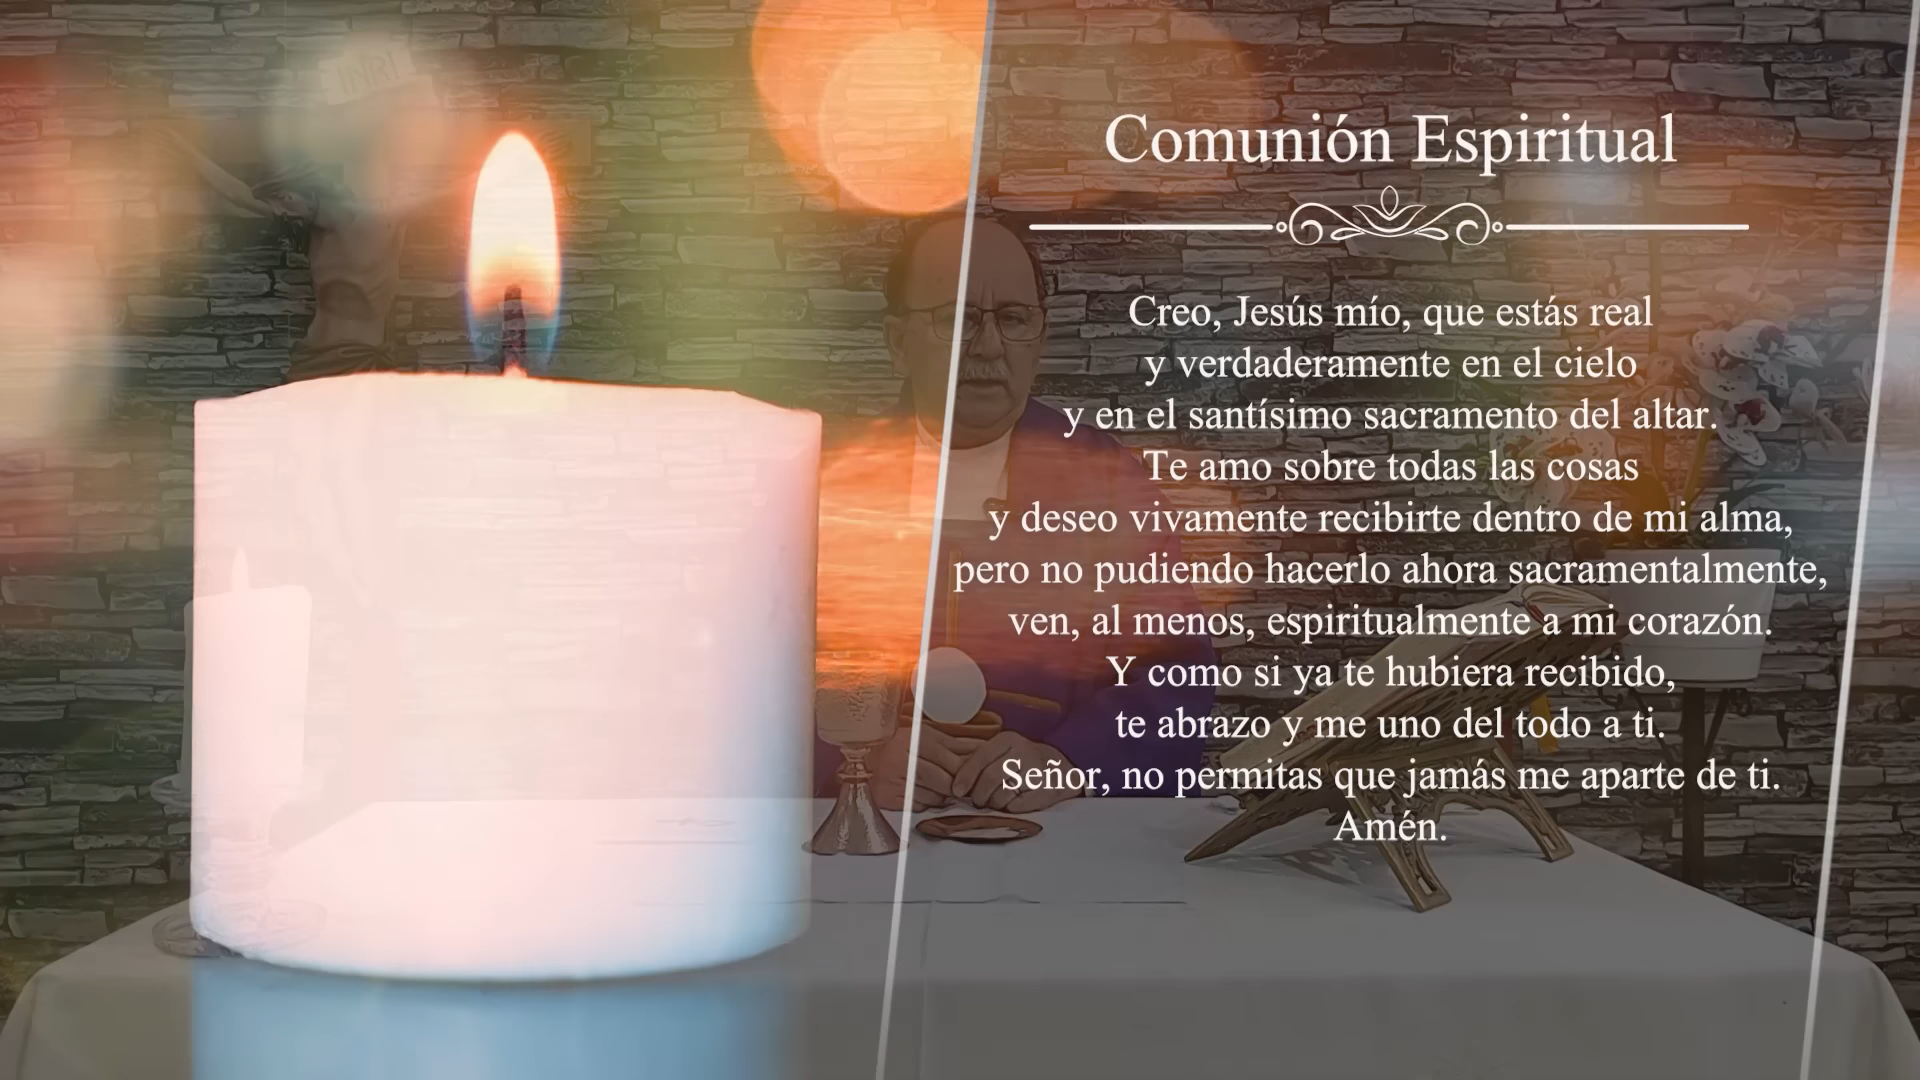 INRI
Comunión Espiritual
Creo, Jesús mío, que estás real
y verdaderamente en el cielo
y en el santísimo sacramento del altar.
Te amo sobre todas las cosas
y deseo vivamente recibirte dentro de mi alma,
pero no pudiendo hacerlo ahora sacramentalmente,
ven, al menos, espiritualmente a mi corazón.
Y como si ya te hubiera recibido,
te abrazo y me uno del todo a ti.
Señor, no permitas que jamás me aparte de ti.
Amén.